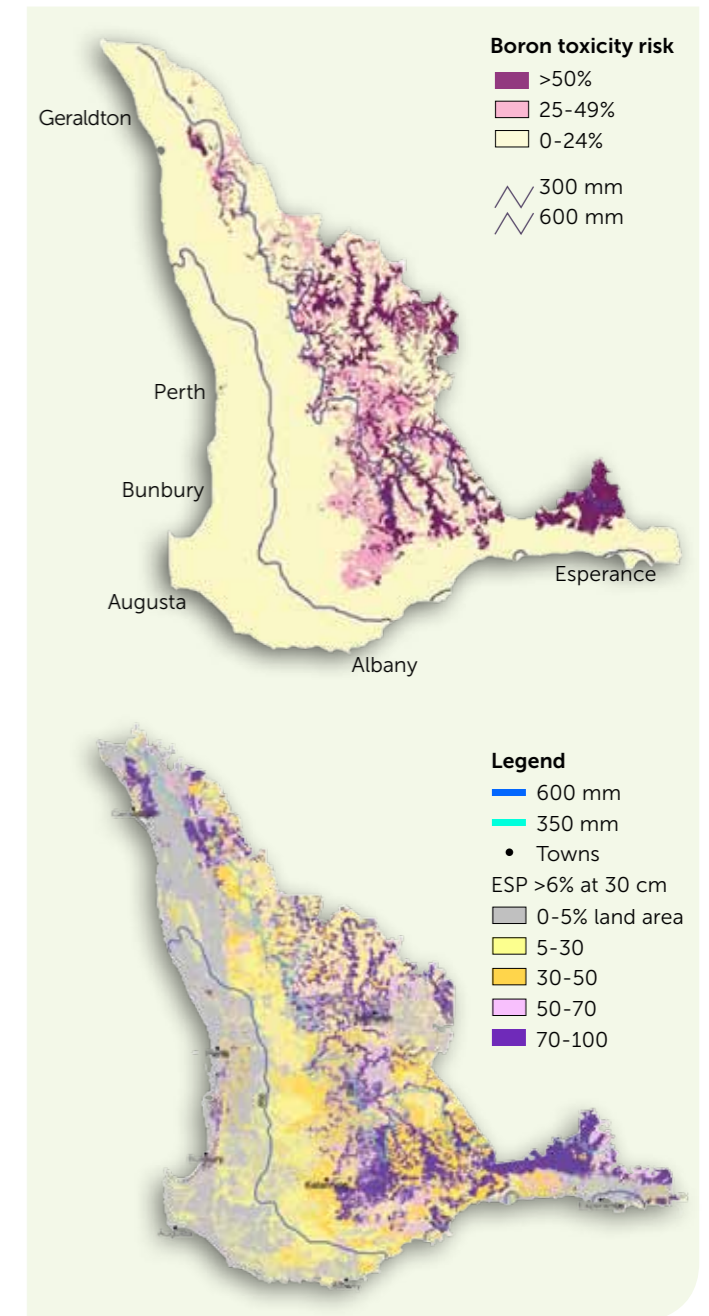 Boron toxicity risk
>50%
25-49%
0-24%
300 mm
600 mm
Geraldton
Perth
Bunbury
Augusta
Albany
Esperance
Legend
600 mm
350 mm
Towns
ESP >6% at 30 cm
0-5% land area
5-30
30-50
50-70
70-100